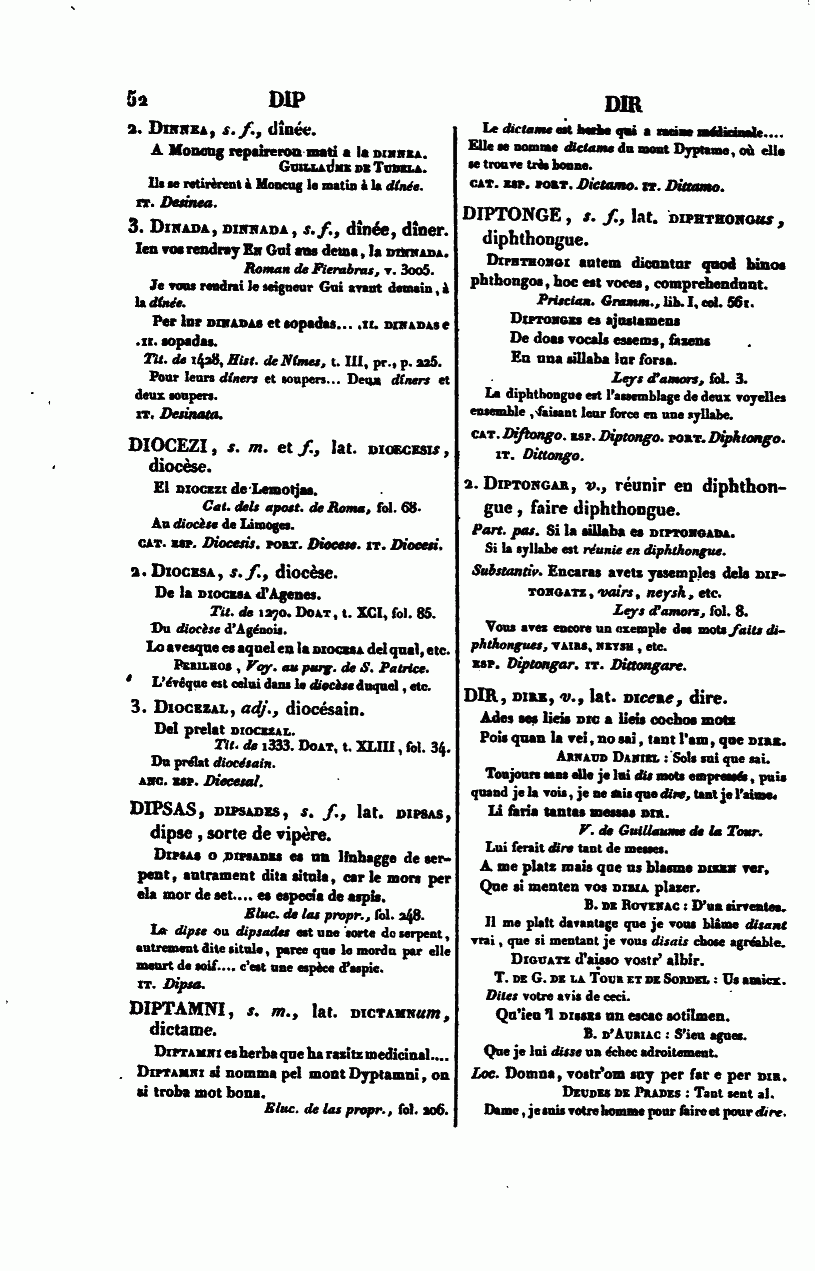 52 DIP
2. Dinnea, s. f., dînée.
A Moncug repaireron mati a la dinnea.
Guillaume de Tudela.
Ils se retirèrent à Moncug le matin à la dînée.
it. Desinea.
3. Dinada, dinnada, s. f., dînée, dîner.
Ien vos rendray En Gui ans dema, la dinnada.
Roman de Fierabras, v. 3005.
Je vous rendrai le seigneur Gui avant demain, à
la dînée.
Per lur dinadas et sopadas... .ii. dinadas e
.ii. sopadas.
Tit. de 1428, Hist. de Nîmes, t. III, pr., p. 225.
Pour leurs dîners et soupers... Deux dîners et
deux soupers.
it. Desinata.
DIOCEZI, s. m. et f., lat. dioecesis,
diocèse.
El diocezi de Lemotjas.
Cat. dels apost. de Roma, fol. 68.
Au diocèse de Limoges.
cat. esp. Diocesis. port. Diocese. it. Diocesi.
2. Diocesa, s. f., diocèse.
De la diocesa d'Agenes.
Tit. de 1270. Doat, t. XCI, fol. 85.
Du diocèse d'Agénois.
Lo avesque es aquel en la diocesa del qual, etc.
Perilhos, Voy. au purg. de S. Patrice.
L'évêque est celui dans le diocèse duquel, etc.
3. Diocezal, adj., diocésain.
Del prelat diocezal.
Tit. de 1333. Doat, t. XLIII, fol. 34.
Du prélat diocésain.
anc. esp. Diocesal.
DIPSAS, dipsades, s. f., lat. dipsas,
dipse, sorte de vipère.
Dipsas o dipsades es un linhagge de ser-
pent, autrament dita situla, car le mors per
ela mor de set.... es especia de aspis.
Eluc. de las propr., fol. 248.
La dipse ou dipsades est une sorte de serpent,
autrement dite situle, parce que le mordu par elle
meurt de soif.... c'est une espèce d'aspic.
it. Dipsa.
DIPTAMNI, s. m., lat. dictamnum,
dictame.
Diptamni es herba que ha razitz medicinal....
Diptamni si nomma pel mont Dyptamni, on
si troba mot bona.
Eluc. de las propr., fol. 206.
DIR
Le dictame est herbe qui a racine médicinale....
Elle se nomme dictame du mont Dyptame, où elle
se trouve très bonne.
cat. esp. port. Dictamo. it. Dittamo.
DIPTONGE, s. f., lat. diphthongus,
diphthongue.
Diphthongi autem dicuntur quod binos
phthongos, hoc est voces, comprehendunt.
Priscian. Gramm., lib. I, col. 561.
Diptonges es ajustamens
De doas vocals essems, fazens
En una sillaba lur forsa.
Leys d'amors, fol. 3.
La diphthongue est l'assemblage de deux voyelles
ensemble, faisant leur force en une syllabe.
cat. Diftongo. esp. Diptongo. port. Diphtongo.
it. Dittongo.
2. Diptongar, v., réunir en diphthon-
gue, faire diphthongue.
Part. pas. Si la sillaba es diptongada.
Si la syllabe est réunie en diphthongue.
Substantiv. Encaras avetz yssemples dels dip-
tongatz, vairs, neysh, etc.
Leys d'amors, fol. 8.
Vous avez encore un exemple des mots faits di-
phthongues, vairs, neysh, etc.
esp. Diptongar. it. Dittongare.
DIR, dire, v., lat. dicere, dire.
Ades ses lieis dic a lieis cochos motz
Pois quan la vei, no sai, tant l'am, que dire.
Arnaud Daniel : Sols sui que sai.
Toujours sans elle je lui dis mots empressés, puis
quand je la vois, je ne sais que dire, tant je l'aime.
Li faria tantas messas dir.
V. de Guillaume de la Tour.
Lui ferait dire tant de messes.
A me platz mais que us blasme dizen ver,
Que si menten vos dizia plazer.
B. de Rovenac : D'un sirventes.
Il me plaît davantage que je vous blâme disant
vrai, que si mentant je vous disais chose agréable.
Diguatz d'aisso vostr' albir.
T. de G. de la Tour et de Sordel : Us amicx.
Dites votre avis de ceci.
Qu'ieu 'l disses un escac sotilmen.
B. d'Auriac : S'ieu agues.
Que je lui disse un échec adroitement.
Loc. Domna, vostr'om suy per far e per dir.
Deudes de Prades : Tant sent al.
Dame, je suis votre homme pour faire et pour dire.